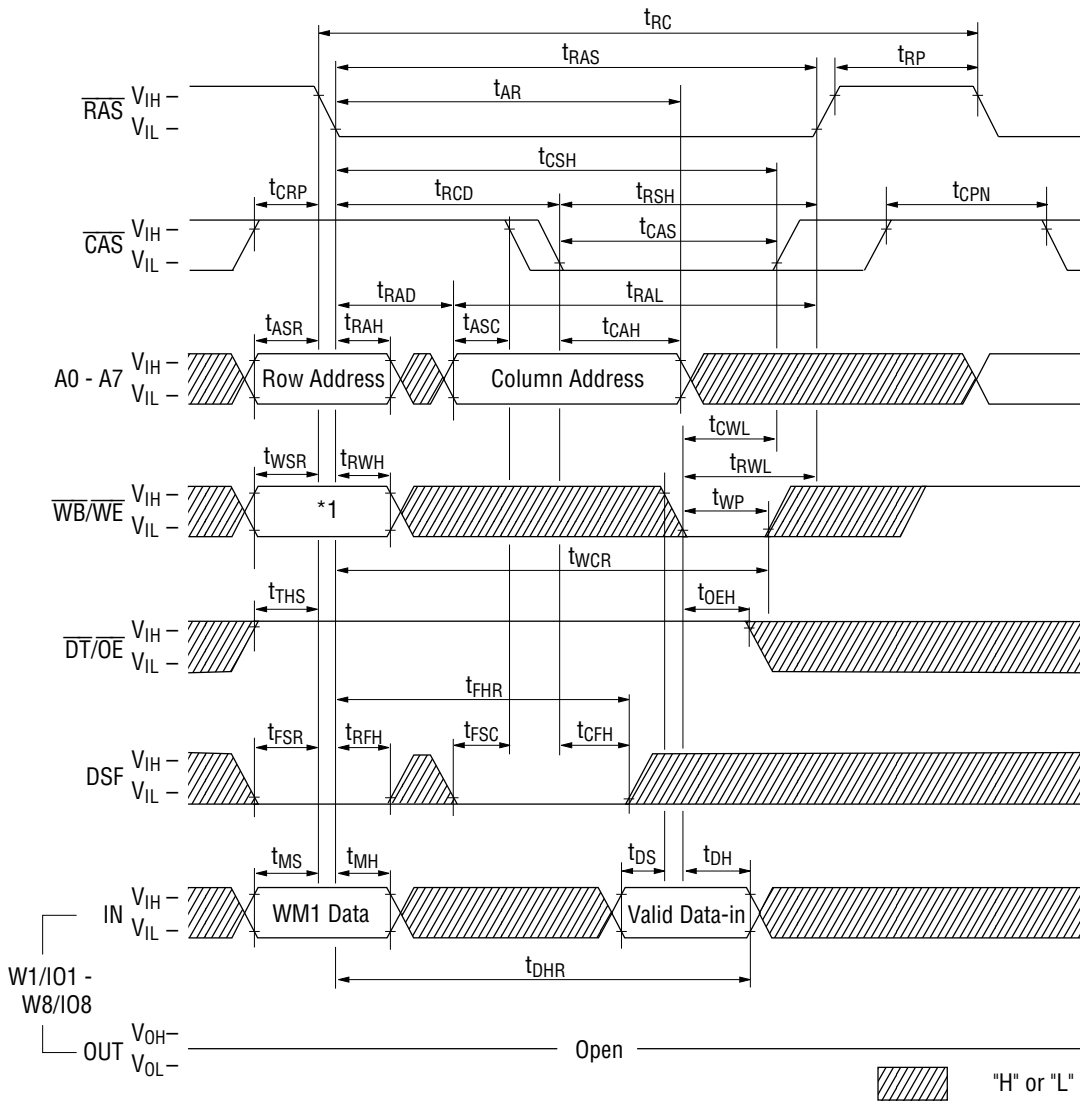 tRC
tRAS
tRP
tAR
RAS VIH –
VIL –
tCSH
tCRP
tRCD
tRSH
tCPN
tCAS
CAS VIH –
VIL –
tRAD
tRAL
tASR
tRAH
tASC
tCAH
A0 - A7 VIH –
VIL –
Row Address
Column Address
tCWL
tRWL
tWSR
tRWH
tWP
WB/WE VIH –
VIL –
*1
tWCR
tTHS
tOEH
DT/OE VIH –
VIL –
tFHR
tFSR
tRFH
tFSC
tCFH
DSF VIH –
VIL –
tMS
tMH
tDS
tDH
IN VIH –
VIL –
WM1 Data
Valid Data-in
tDHR
W1/IO1 -
W8/IO8
OUT VOH–
VOL–
Open
"H" or "L"